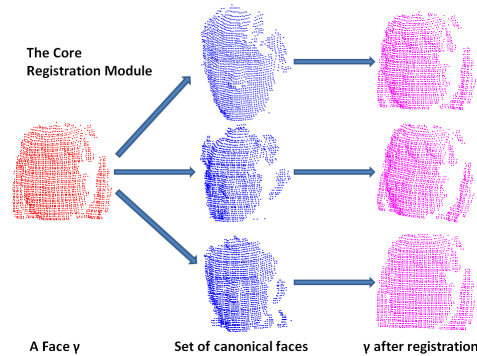 The Core
Registration Module
A Face γ
Set of canonical faces
γ after registration